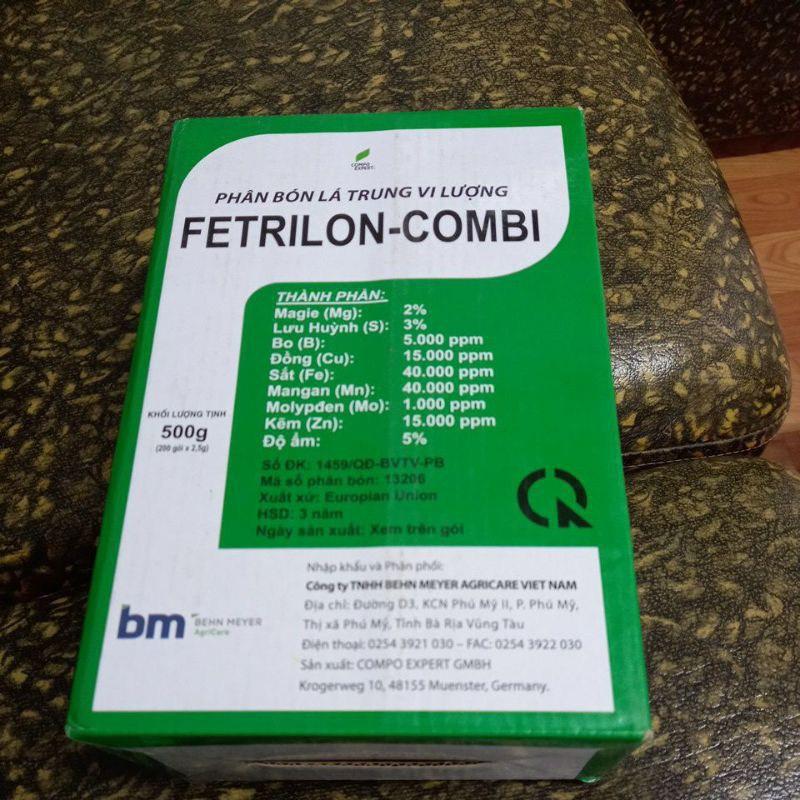 COMPO
EXPERT
PHÂN BÓN LÁ TRUNG VI LƯỢNG
FETRILON-COMBI
THÀNH PHẦN:
Magie (Mg): 2%
Lưu Huỳnh (S): 3%
Bo (B): 5.000 ppm
Đồng (Cu): 15.000 ppm
Sắt (Fe): 40.000 ppm
Mangan (Mn): 40.000 ppm
Molypđen (Mo): 1.000 ppm
Kẽm (Zn): 15.000 ppm
Độ ẩm: 5%
KHỐI LƯỢNG TỊNH
500g
(200 gói x 2,5g)
Số ĐK: 1459/QĐ-BVTV-PB
Mã số phân bón: 13206
Xuất xứ: Europian Union
HSD: 3 năm
Ngày sản xuất: Xem trên gói
CR
Nhập khẩu và Phân phối:
Công ty TNHH BEHN MEYER AGRICARE VIET NAM
Địa chỉ: Đường D3, KCN Phú Mỹ II, P. Phú Mỹ,
Thị xã Phú Mỹ, Tỉnh Bà Rịa Vũng Tàu
Điện thoại: 0254 3921 030 – FAC: 0254 3922 030
Sản xuất: COMPO EXPERT GMBH
Krogerweg 10, 48155 Muenster, Germany.
bm BEHN MEYER
AgriCare